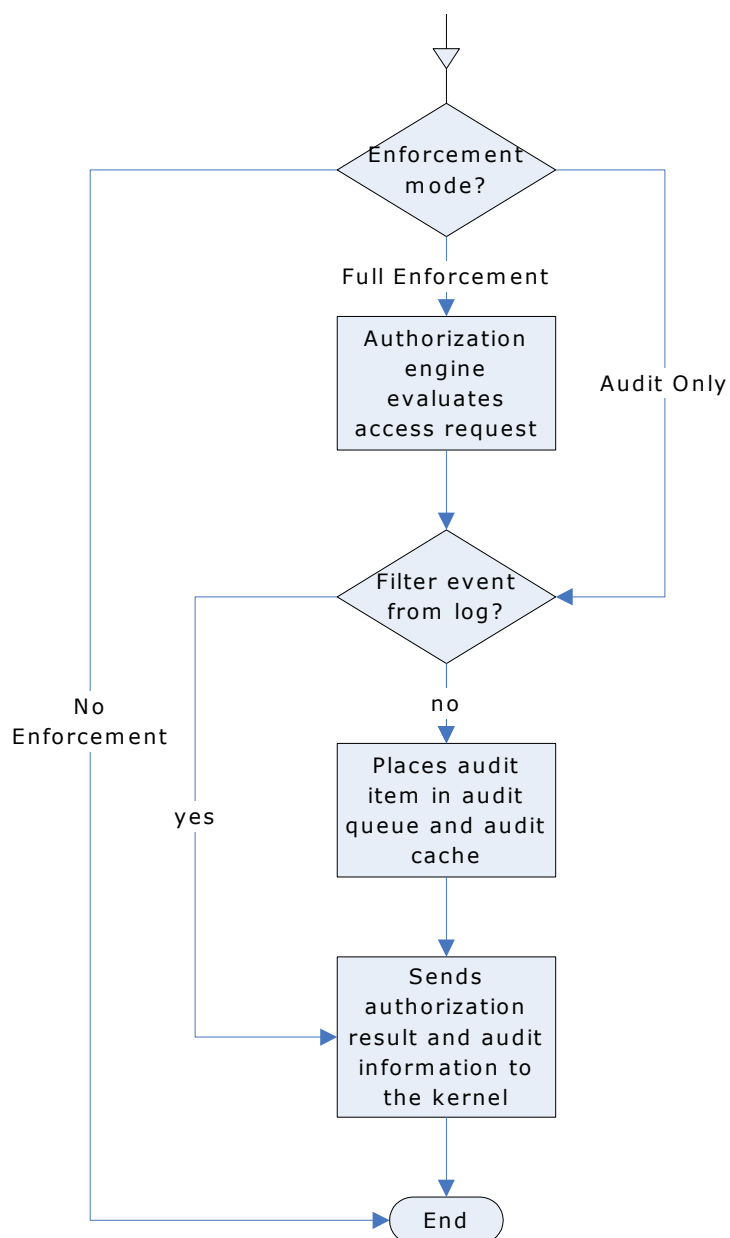 Enforcement
mode?
Full Enforcement
Authorization
engine
evaluates
access request
Audit Only
Filter event
from log?
No
Enforcement
no
Places audit
item in audit
queue and audit
cache
yes
Sends
authorization
result and audit
information to
the kernel
End